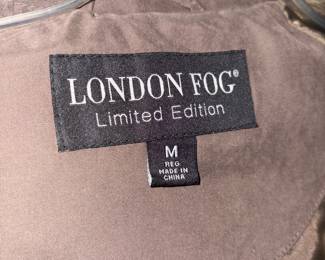 LONDON FOG®
Limited Edition
M
REG
MADE IN
CHINA